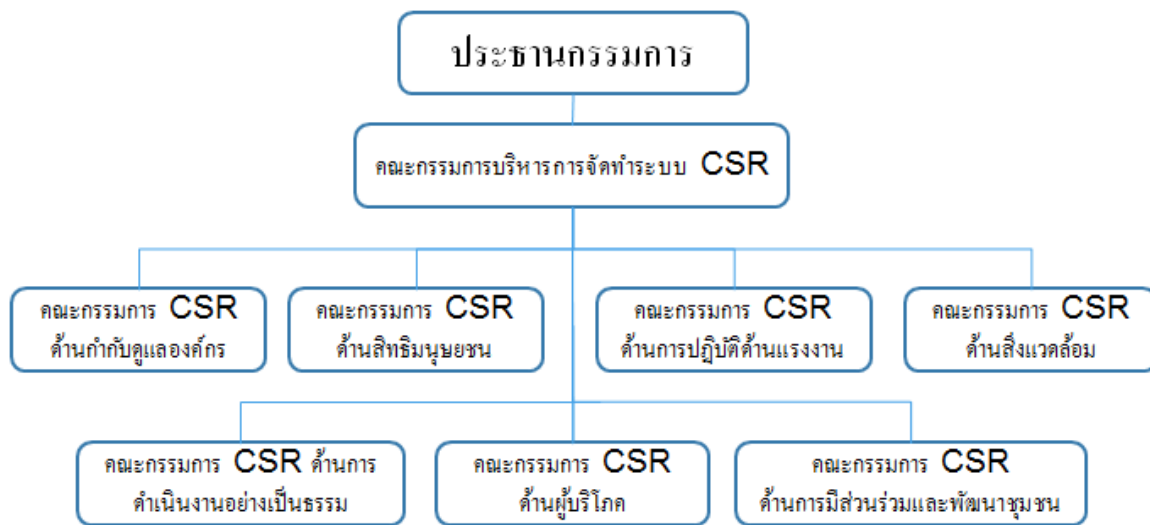 ประธานกรรมการ
คณะกรรมการบริหารการจัดทำระบบ CSR
คณะกรรมการ CSR
ด้านกำกับดูแลองค์กร
คณะกรรมการ CSR
ด้านสิทธิมนุษยชน
คณะกรรมการ CSR
ด้านการปฏิบัติด้านแรงงาน
คณะกรรมการ CSR
ด้านสิ่งแวดล้อม
คณะกรรมการ CSR ด้านการ
ดำเนินงานอย่างเป็นธรรม
คณะกรรมการ CSR
ด้านผู้บริโภค
คณะกรรมการ CSR
ด้านการมีส่วนร่วมและพัฒนาชุมชน